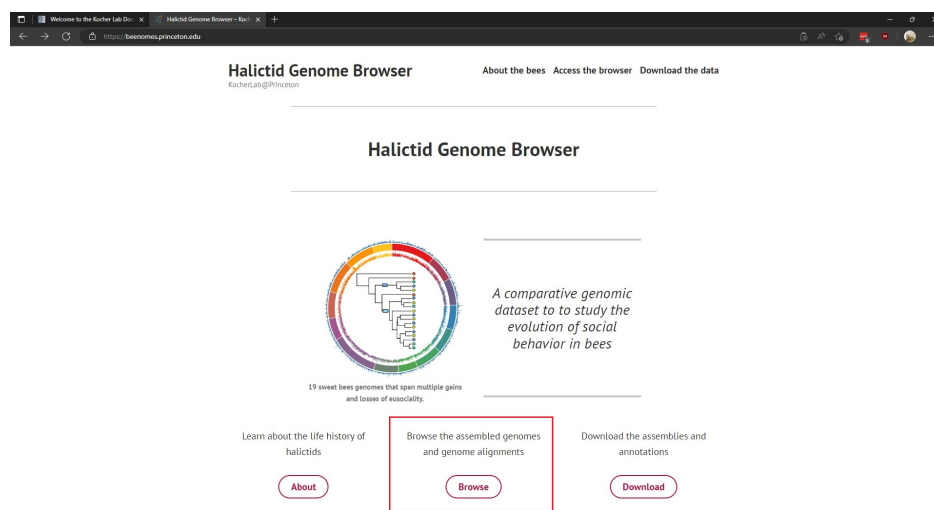 Welcome to the Kocher Lab Doc
Halictid Genome Browser – Koch
https://beenomes.princeton.edu
Halictid Genome Browser
KocherLab@Princeton
About the bees Access the browser Download the data
Halictid Genome Browser
A comparative genomic
dataset to to study the
evolution of social
behavior in bees
19 sweat bees genomes that span multiple gains
and losses of eusociality.
Learn about the life history of
halictids
About
Browse the assembled genomes
and genome alignments
Browse
Download the assemblies and
annotations
Download